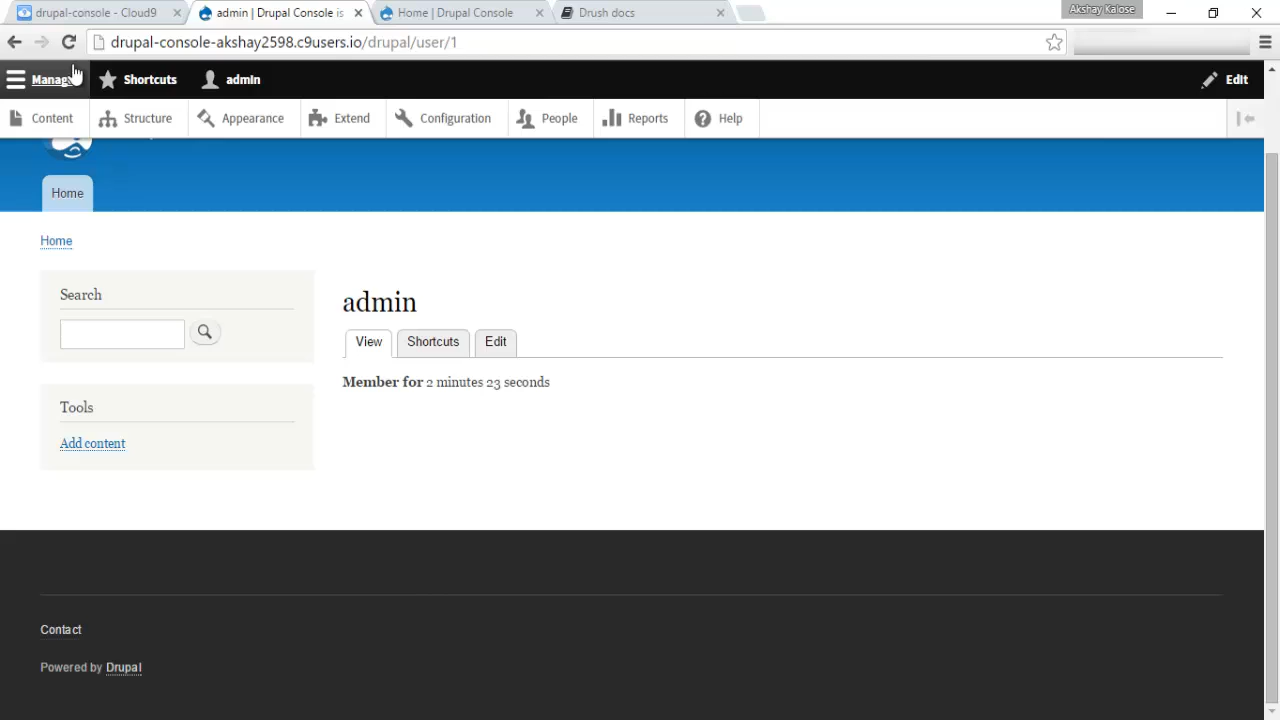 drupal-console - Cloud9
admin | Drupal Console is
Home | Drupal Console
Drush docs
Akshay Kalose
drupal-console-akshay2598.c9users.io/drupal/user/1
Manag
Shortcuts
admin
Edit
Content
Structure
Appearance
Extend
Configuration
People
Reports
Help
Home
Home
Search
admin
View
Shortcuts
Edit
Member for 2 minutes 23 seconds
Tools
Add content
Contact
Powered by Drupal